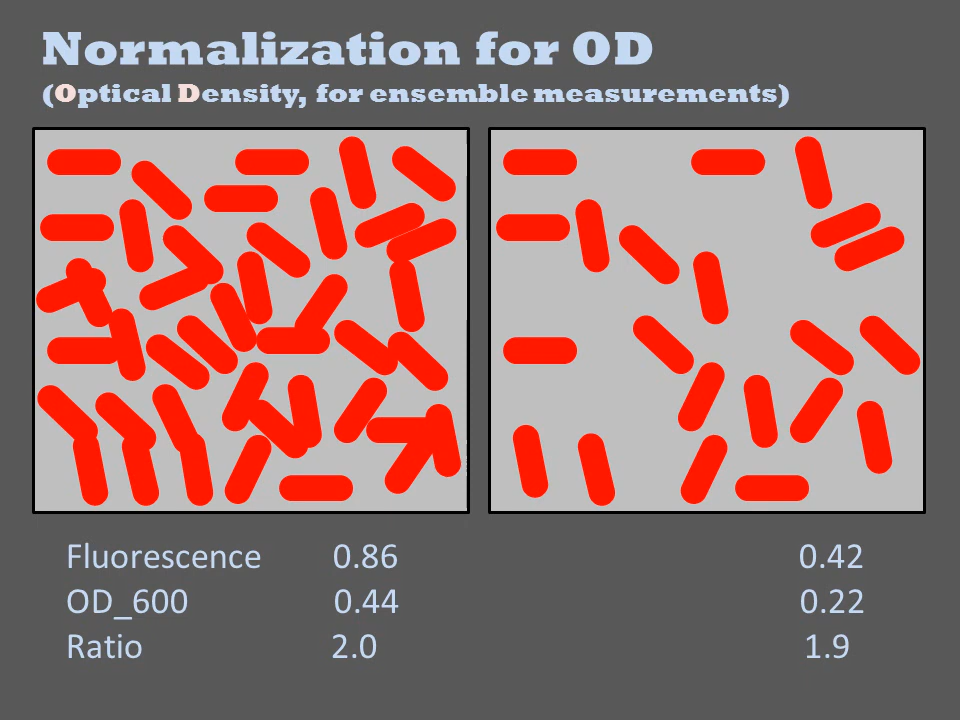 Normalization for OD
(Optical Density, for ensemble measurements)
Fluorescence 0.86 0.42
OD_600 0.44 0.22
Ratio 2.0 1.9